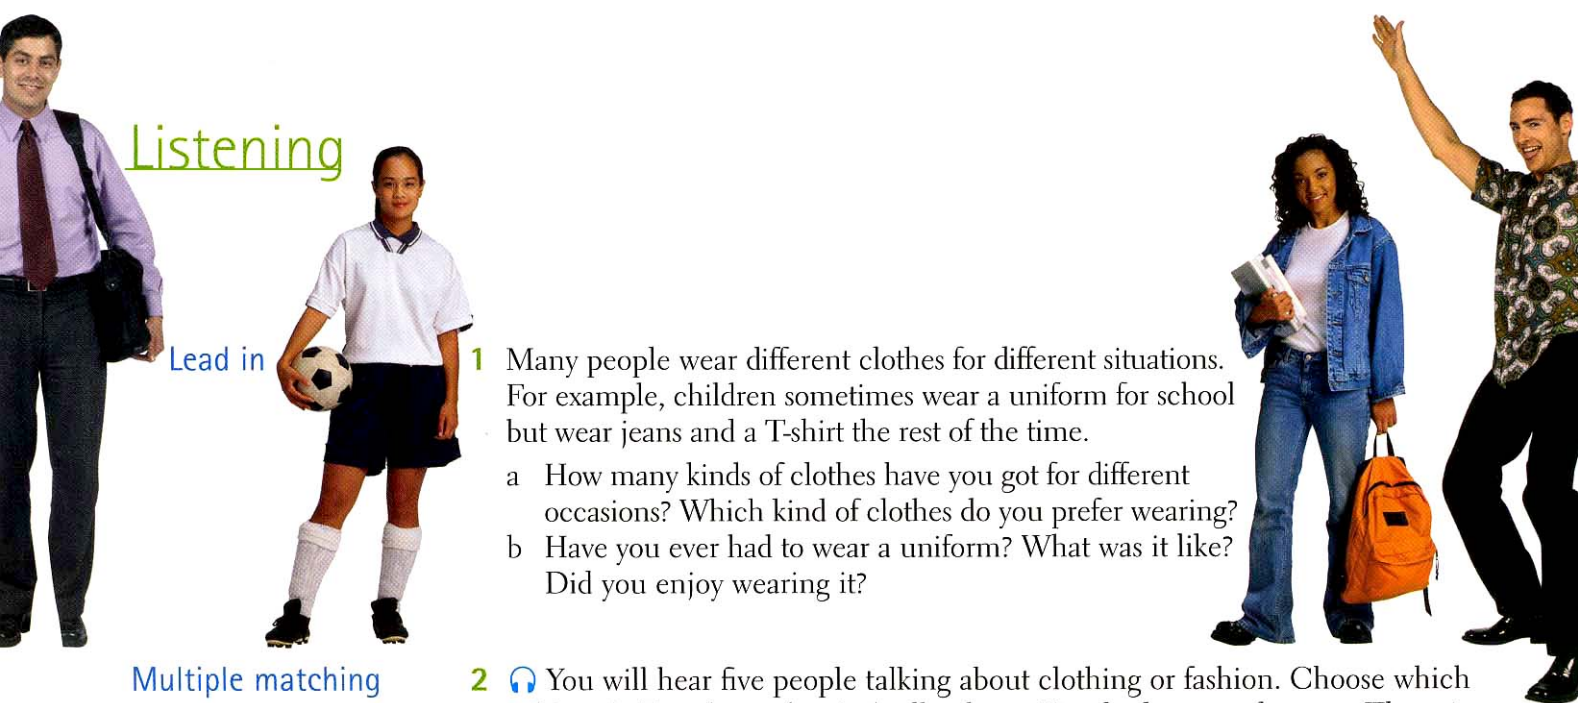 Listening
Lead in
1 Many people wear different clothes for different situations.
For example, children sometimes wear a uniform for school
but wear jeans and a T-shirt the rest of the time.
a How many kinds of clothes have you got for different
occasions? Which kind of clothes do you prefer wearing?
b Have you ever had to wear a uniform? What was it like?
Did you enjoy wearing it?
Multiple matching
2 You will hear five people talking about clothing or fashion. Choose which